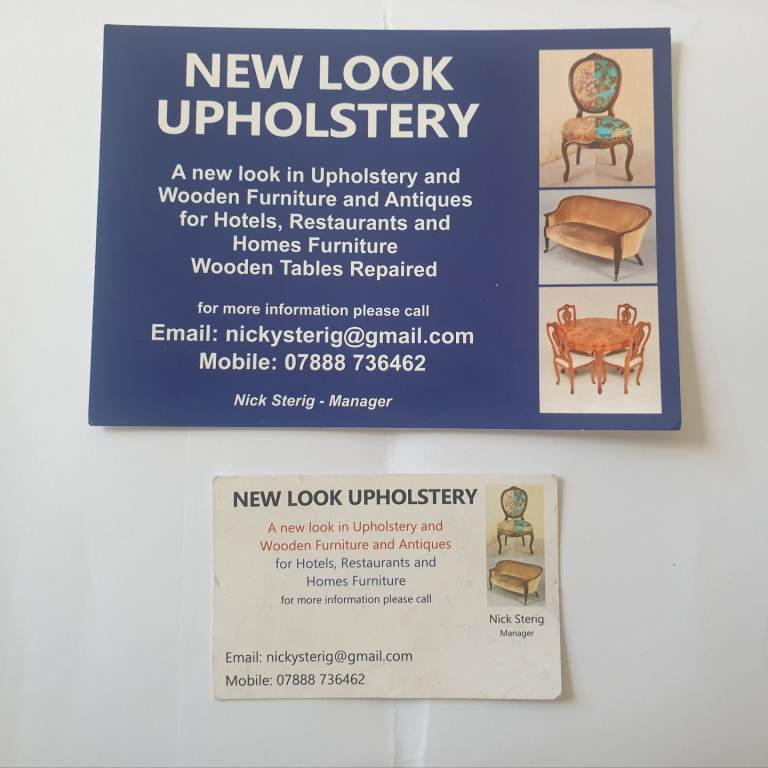 NEW LOOK
UPHOLSTERY
A new look in Upholstery and
Wooden Furniture and Antiques
for Hotels, Restaurants and
Homes Furniture
Wooden Tables Repaired
for more information please call
Email: nickysterig@gmail.com
Mobile: 07888 736462
Nick Sterig - Manager
NEW LOOK UPHOLSTERY
A new look in Upholstery and
Wooden Furniture and Antiques
for Hotels, Restaurants and
Homes Furniture
for more information please call
Nick Sterig
Manager
Email: nickysterig@gmail.com
Mobile: 07888 736462